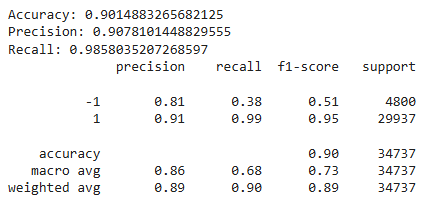 Accuracy: 0.9014883265682125
Precision: 0.9078101448829555
Recall: 0.9858035207268597
precision recall f1-score support
-1 0.81 0.38 0.51 4800
1 0.91 0.99 0.95 29937
accuracy 0.90 34737
macro avg 0.86 0.68 0.73 34737
weighted avg 0.89 0.90 0.89 34737